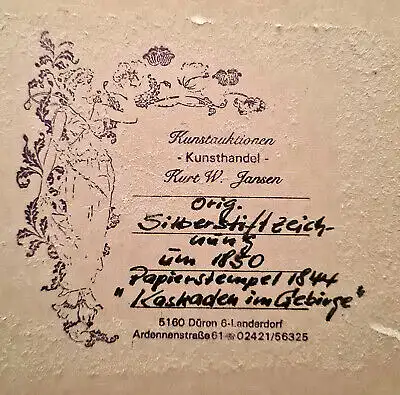 Kunstauktionen
- Kunsthandel -
Kurt W. Jansen
orig.
Silberstiftzeich-
nung
um 1850
Papierstempel 1844
"Kaskaden im Gebirge"
5160 Düren 6-Lendersdorf
Ardennenstraße 61 ☎ 02421/56325